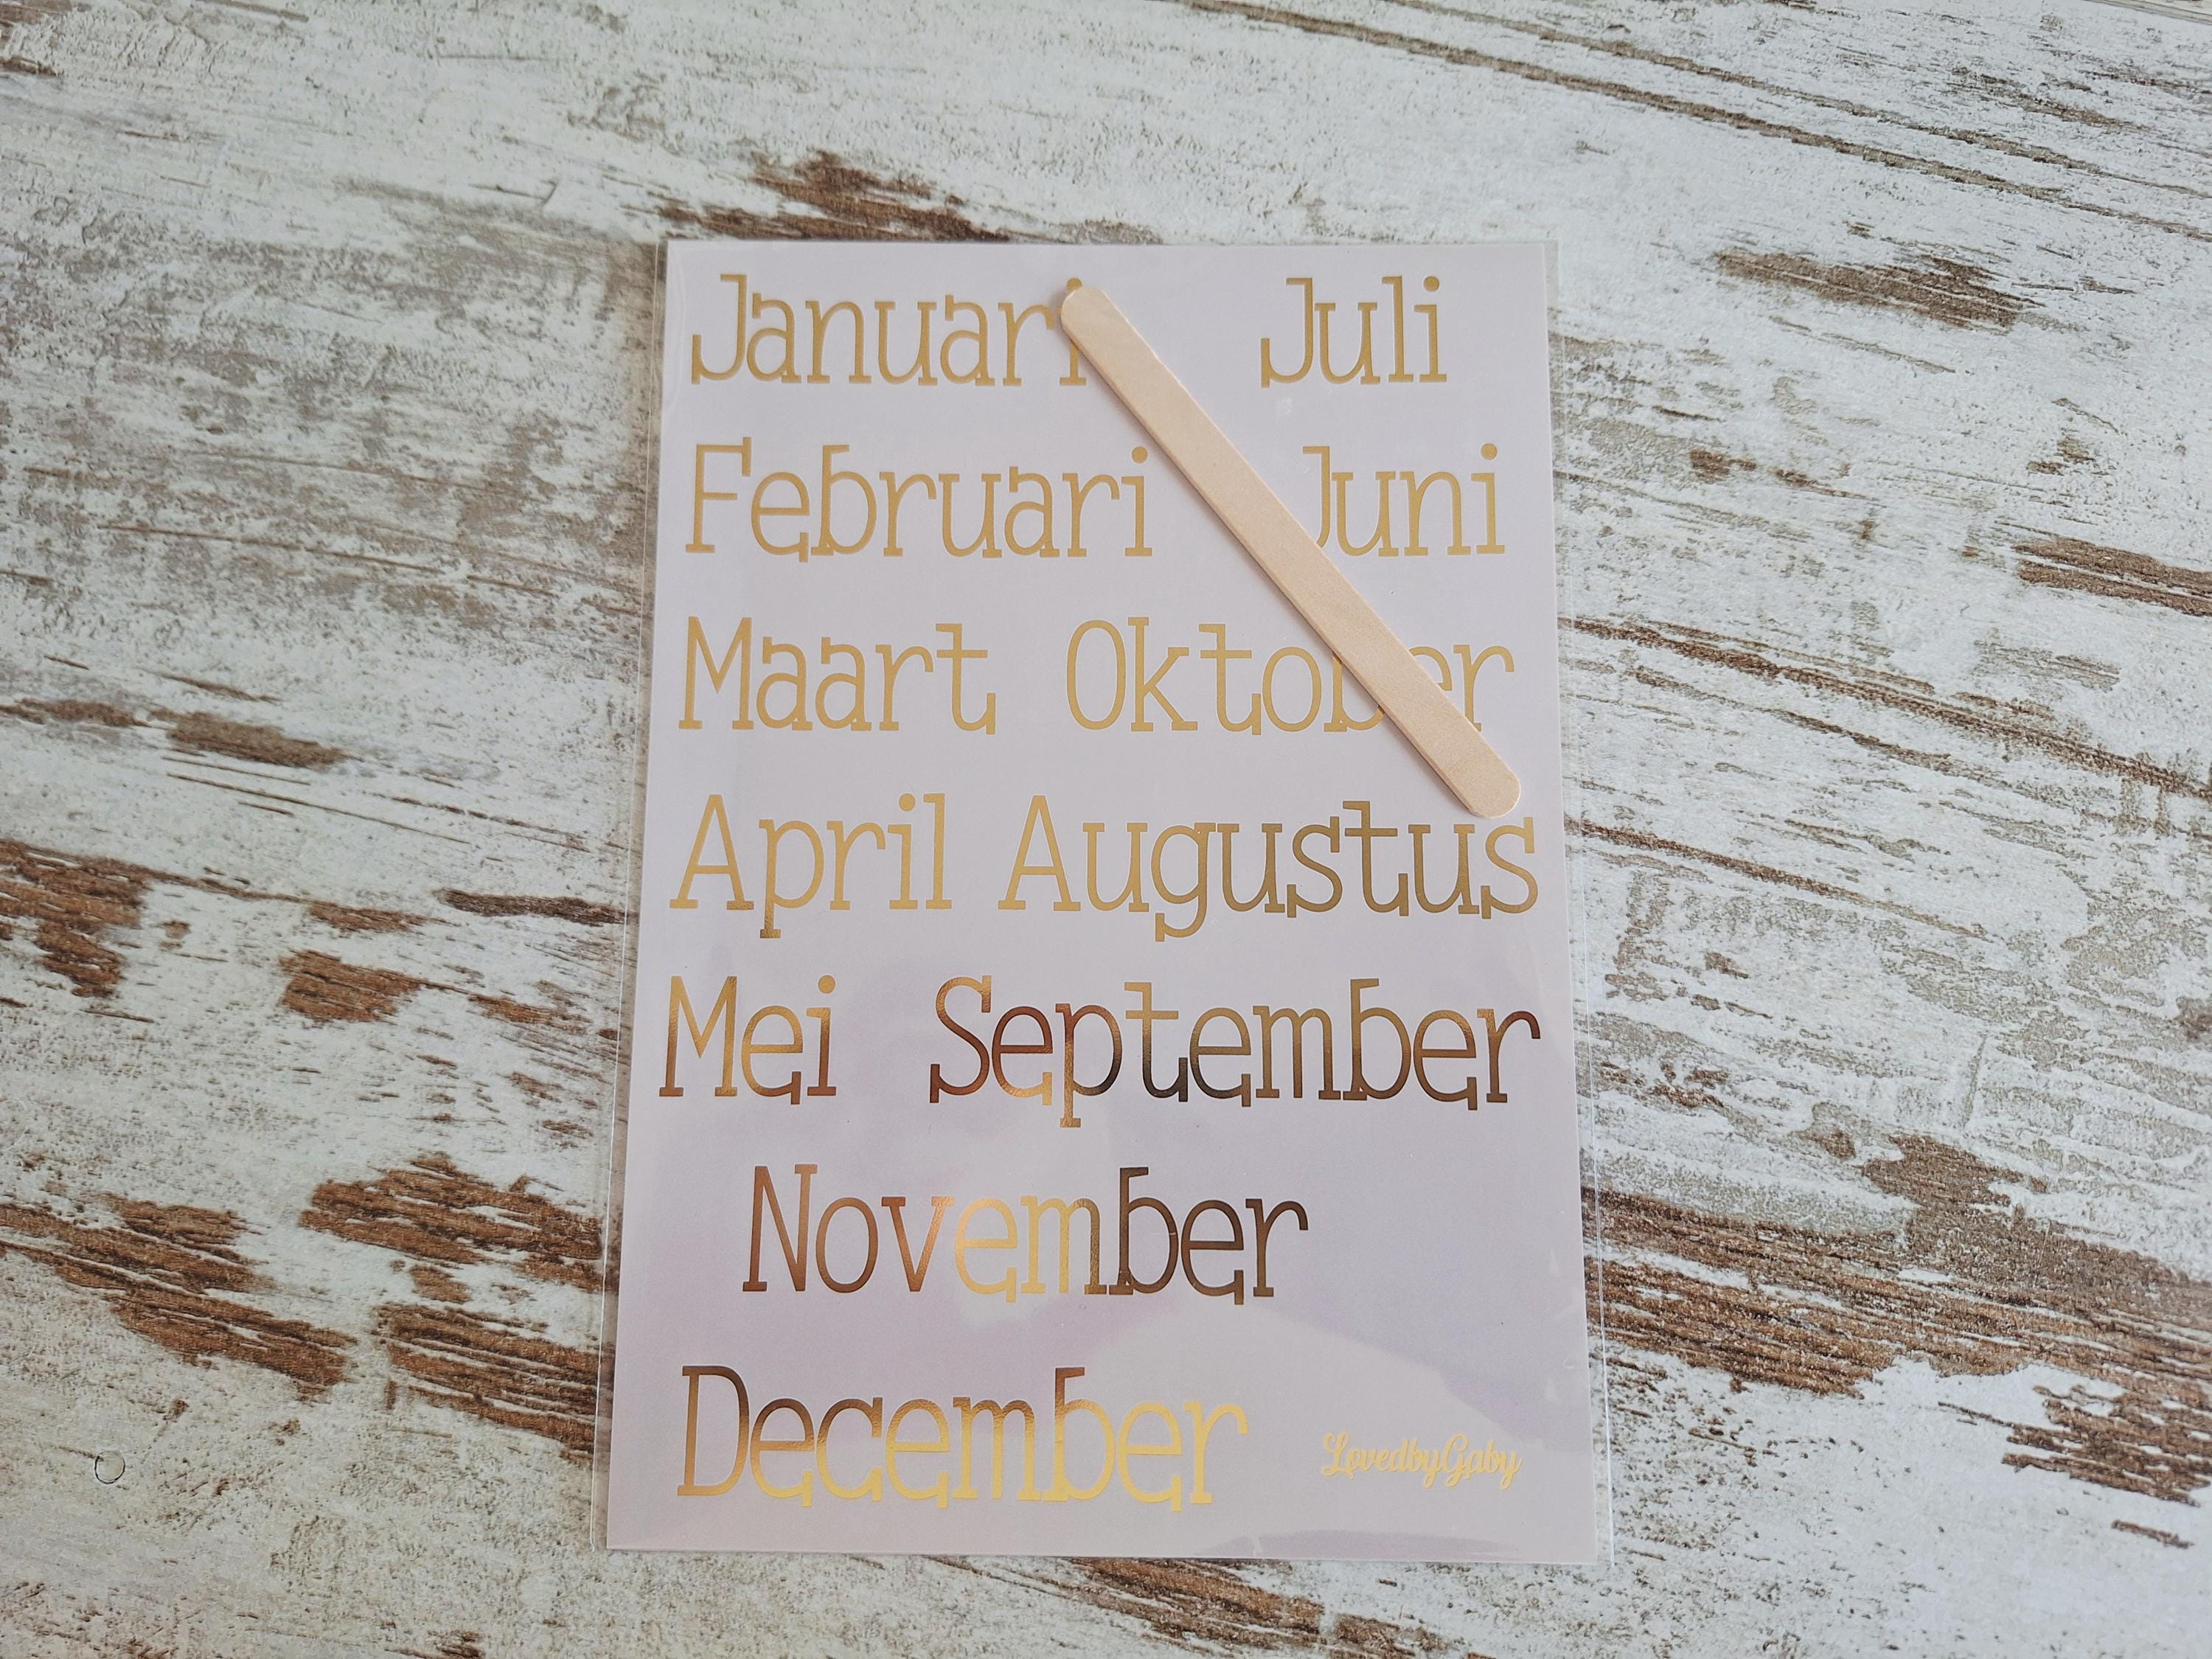 Januari Juli
Februari Juni
Maart Oktober
April Augustus
Mei September
November
December
LovedbyGaby